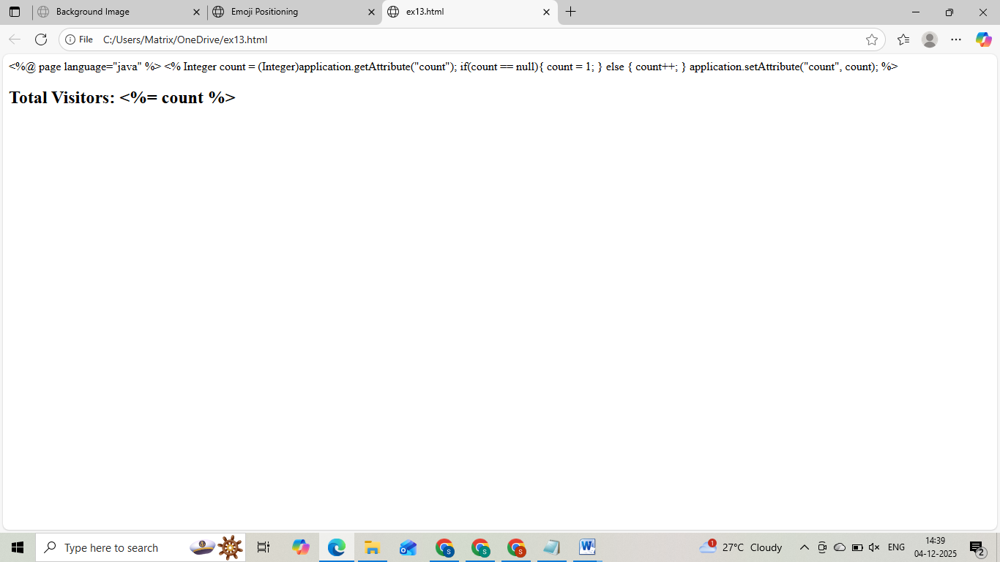 Background Image
Emoji Positioning
ex13.html
File C:/Users/Matrix/OneDrive/ex13.html
<%@ page language="java" %> <% Integer count = (Integer)application.getAttribute("count"); if(count == null){ count = 1; } else { count++; } application.setAttribute("count", count); %>
Total Visitors: <%= count %>
Type here to search
S
S
S
W
1
27°C Cloudy
ENG
14:39
04-12-2025
2